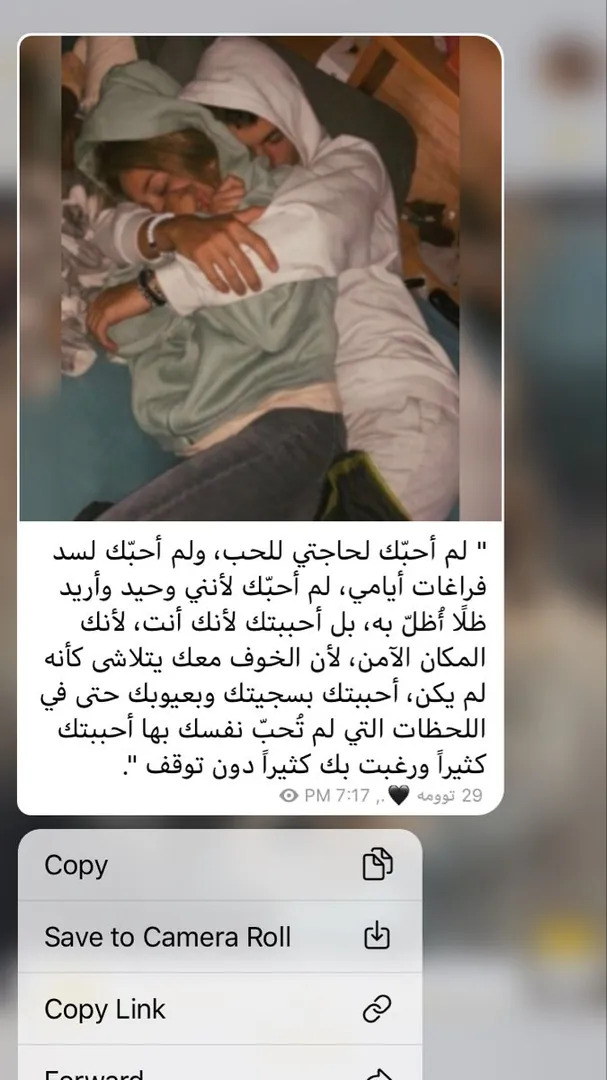 " لم أحبّك لحاجتي للحب، ولم أحبّك لسد
فراغات أيامي، لم أحبّك لأنني وحيد وأريد
ظلًا أُظلّ به، بل أحببتك لأنك أنت، لأنك
المكان الآمن، لأن الخوف معك يتلاشى كأنه
لم يكن، أحببتك بسجيتك وبعيوبك حتى في
اللحظات التي لم تُحبّ نفسك بها أحببتك
كثيراً ورغبت بك كثيراً دون توقف ".
29 توومه 🖤.,  7:17 PM
Copy
Save to Camera Roll
Copy Link
Forward